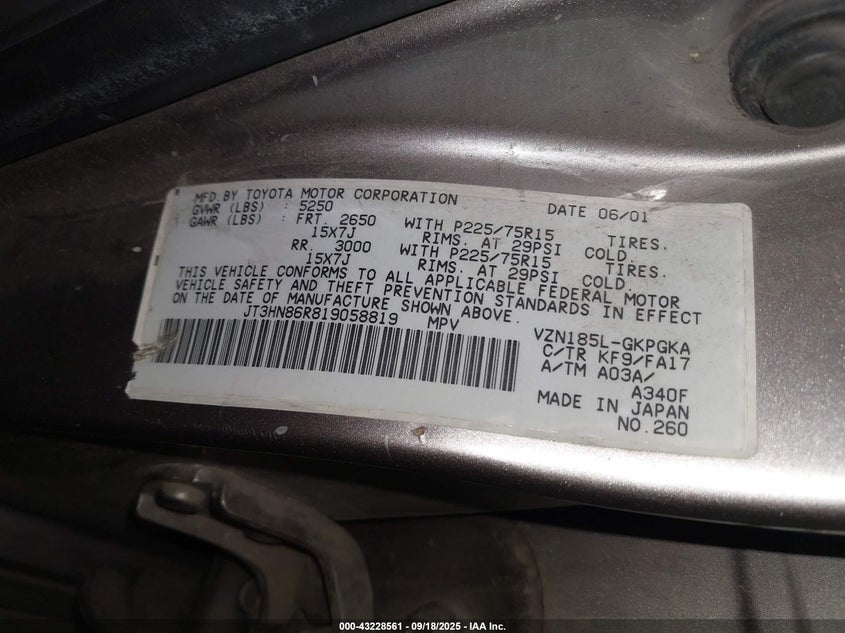 MFD.BY TOYOTA MOTOR CORPORATION DATE 06/01
GVWR (LBS) : 5250
GAWR (LBS) : FRT. 2650 WITH P225/75R15 TIRES.
15X7J RIMS. AT 29PSI COLD.
RR. 3000 WITH P225/75R15 TIRES.
15X7J RIMS. AT 29PSI COLD.
THIS VEHICLE CONFORMS TO ALL APPLICABLE FEDERAL MOTOR
VEHICLE SAFETY AND THEFT PREVENTION STANDARDS IN EFFECT
ON THE DATE OF MANUFACTURE SHOWN ABOVE.
JT3HN86R819058819 MPV
VZN185L-GKPGKA
C/TR KF9/FA17
A/TM A03A/
A340F
MADE IN JAPAN
NO.260
000-43228561 - 09/18/2025 - IAA Inc.